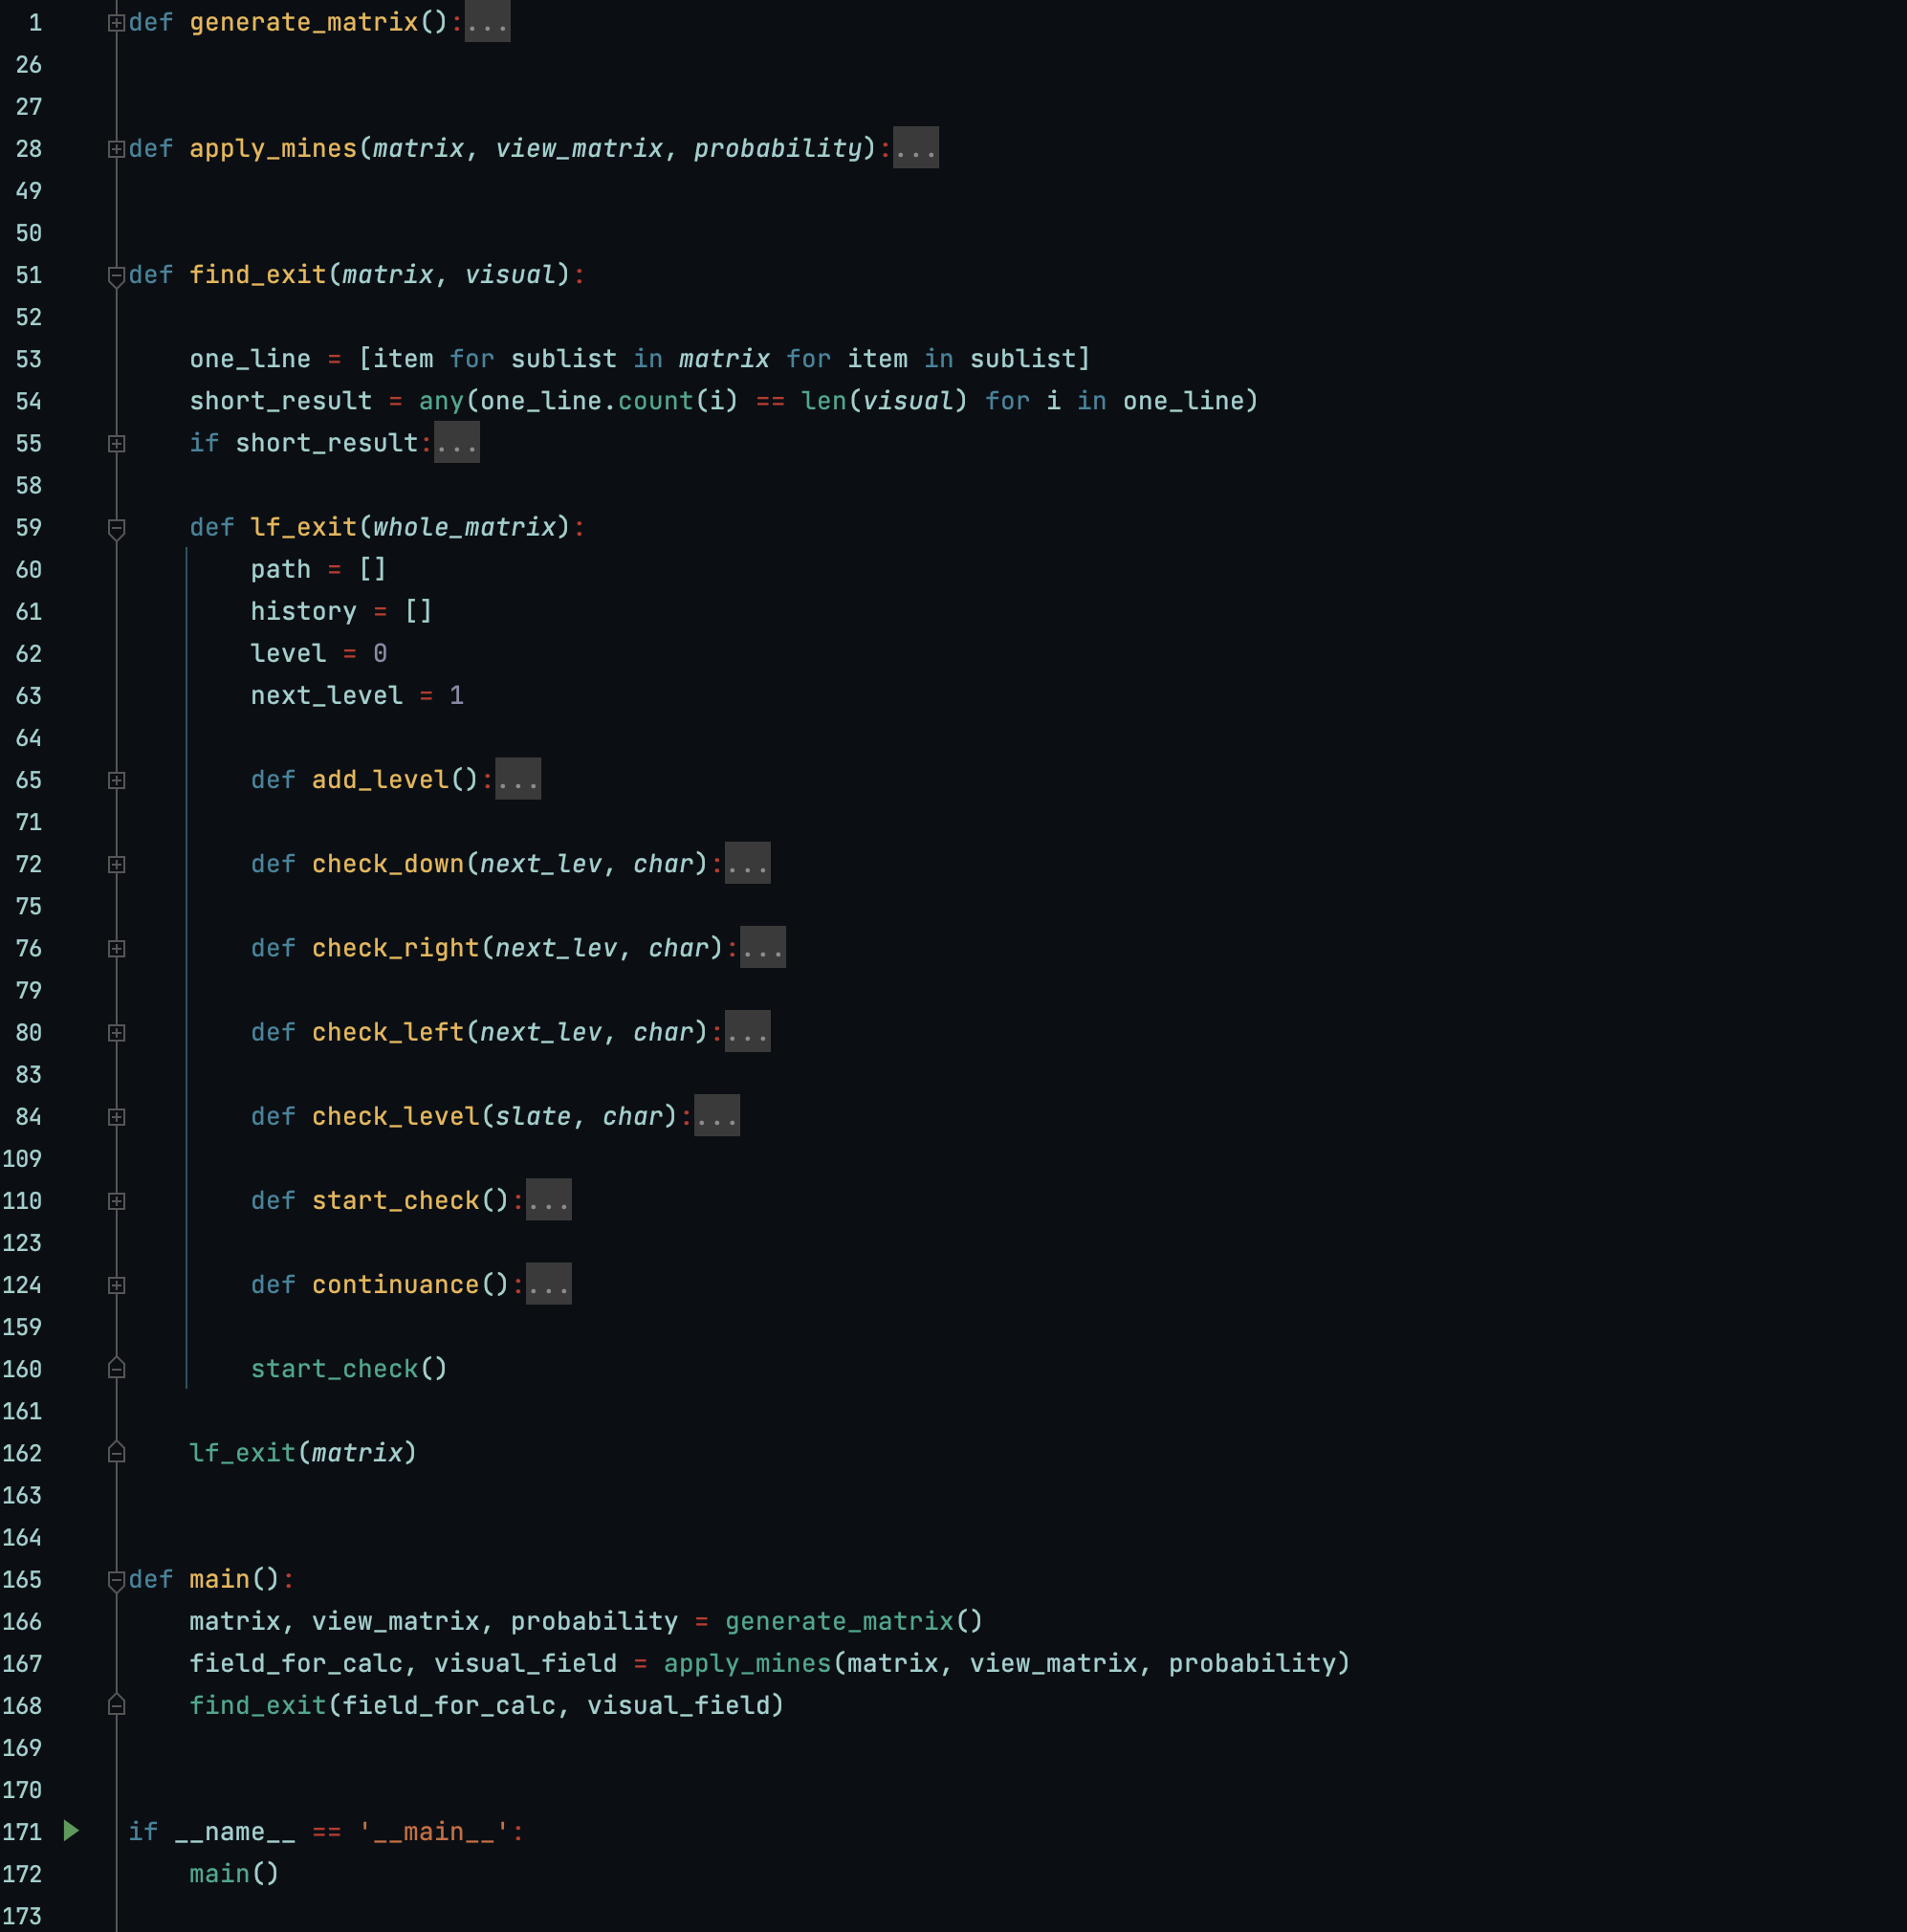 1 def generate_matrix():...
26
27
28 def apply_mines(matrix, view_matrix, probability):...
49
50
51 def find_exit(matrix, visual):
52
53     one_line = [item for sublist in matrix for item in sublist]
54     short_result = any(one_line.count(i) == len(visual) for i in one_line)
55     if short_result:...
58
59     def lf_exit(whole_matrix):
60         path = []
61         history = []
62         level = 0
63         next_level = 1
64
65         def add_level():...
71
72         def check_down(next_lev, char):...
75
76         def check_right(next_lev, char):...
79
80         def check_left(next_lev, char):...
83
84         def check_level(slate, char):...
109
110         def start_check():...
123
124         def continuance():...
159
160         start_check()
161
162     lf_exit(matrix)
163
164
165 def main():
166     matrix, view_matrix, probability = generate_matrix()
167     field_for_calc, visual_field = apply_mines(matrix, view_matrix, probability)
168     find_exit(field_for_calc, visual_field)
169
170
171 if __name__ == '__main__':
172     main()
173